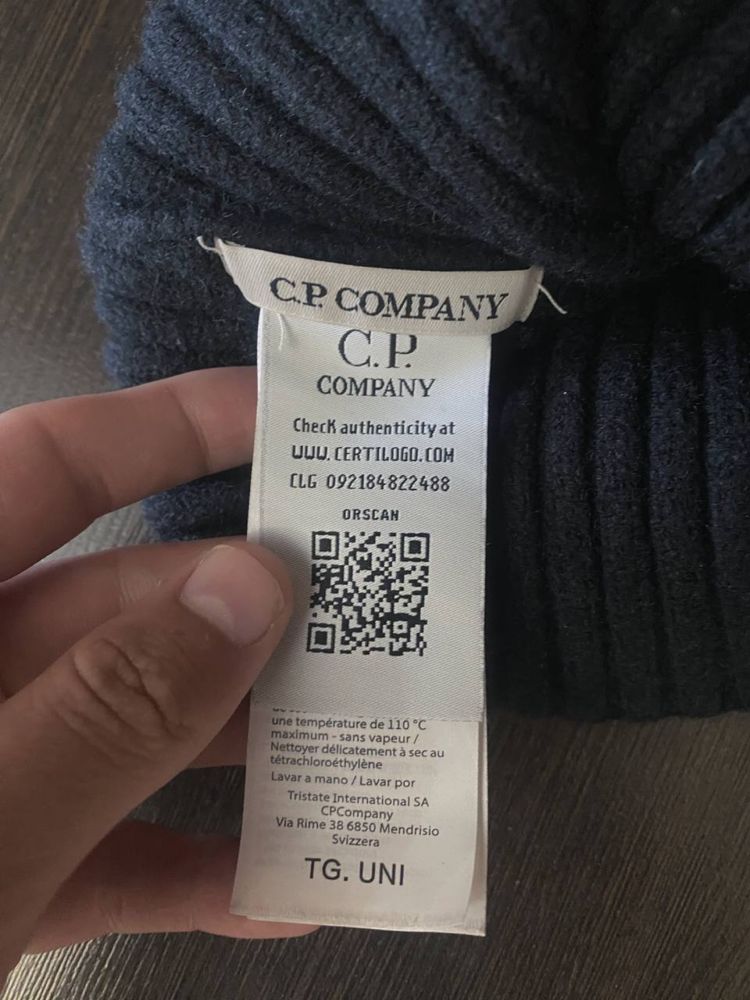 C.P. COMPANY
C.P.
COMPANY
Check authenticity at
WWW.CERTILOGO.COM
CLG 092184822488
ORSCAN
une température de 110 °C
maximum - sans vapeur /
Nettoyer délicatement à sec au
tétrachloroéthylène
Lavar a mano / Lavar por
Tristate International SA
CPCompany
Via Rime 38 6850 Mendrisio
Svizzera
TG. UNI